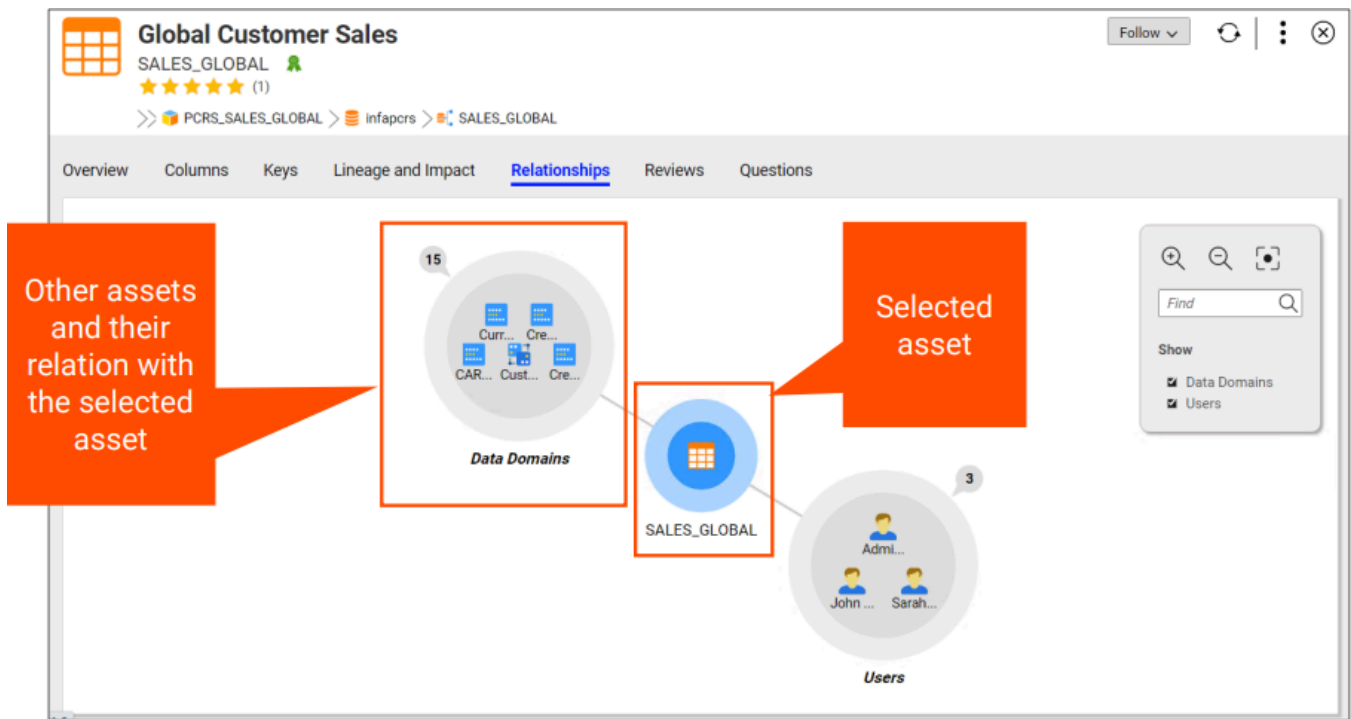 Global Customer Sales
SALES_GLOBAL
(1)
PCRS_SALES_GLOBAL
infapcrs
SALES_GLOBAL
Follow
Overview
Columns
Keys
Lineage and Impact
Relationships
Reviews
Questions
Other assets
and their
relation with
the selected
asset
15
Curr...
Cre...
CAR...
Cust...
Cre...
Data Domains
Selected
asset
SALES_GLOBAL
3
Admi...
John ...
Sarah...
Users
Find
Show
Data Domains
Users